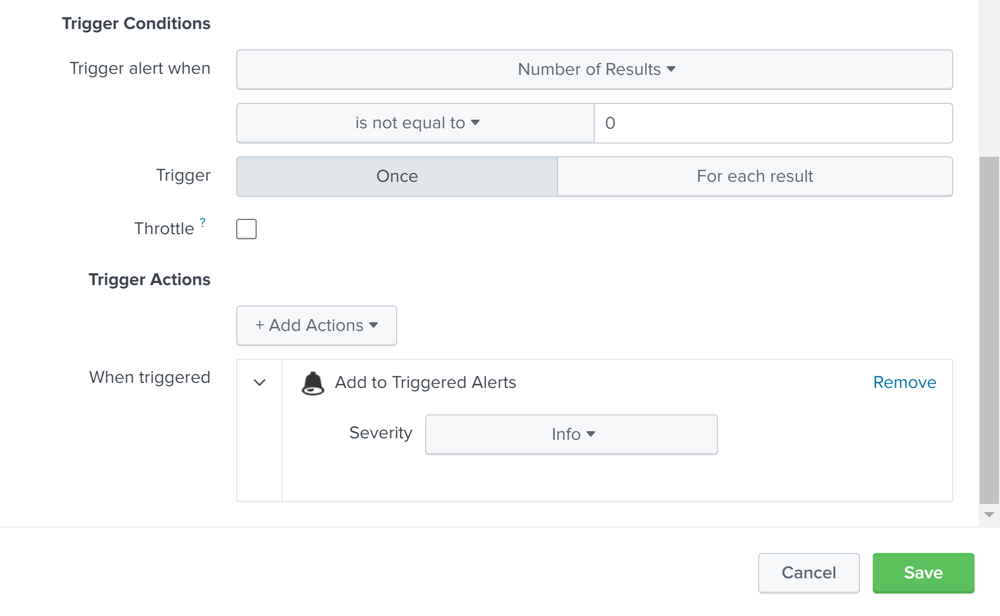 Trigger Conditions
Trigger alert when
Number of Results
is not equal to
0
Trigger
Once
For each result
Throttle ?
Trigger Actions
+ Add Actions
When triggered
Add to Triggered Alerts
Remove
Severity
Info
Cancel
Save